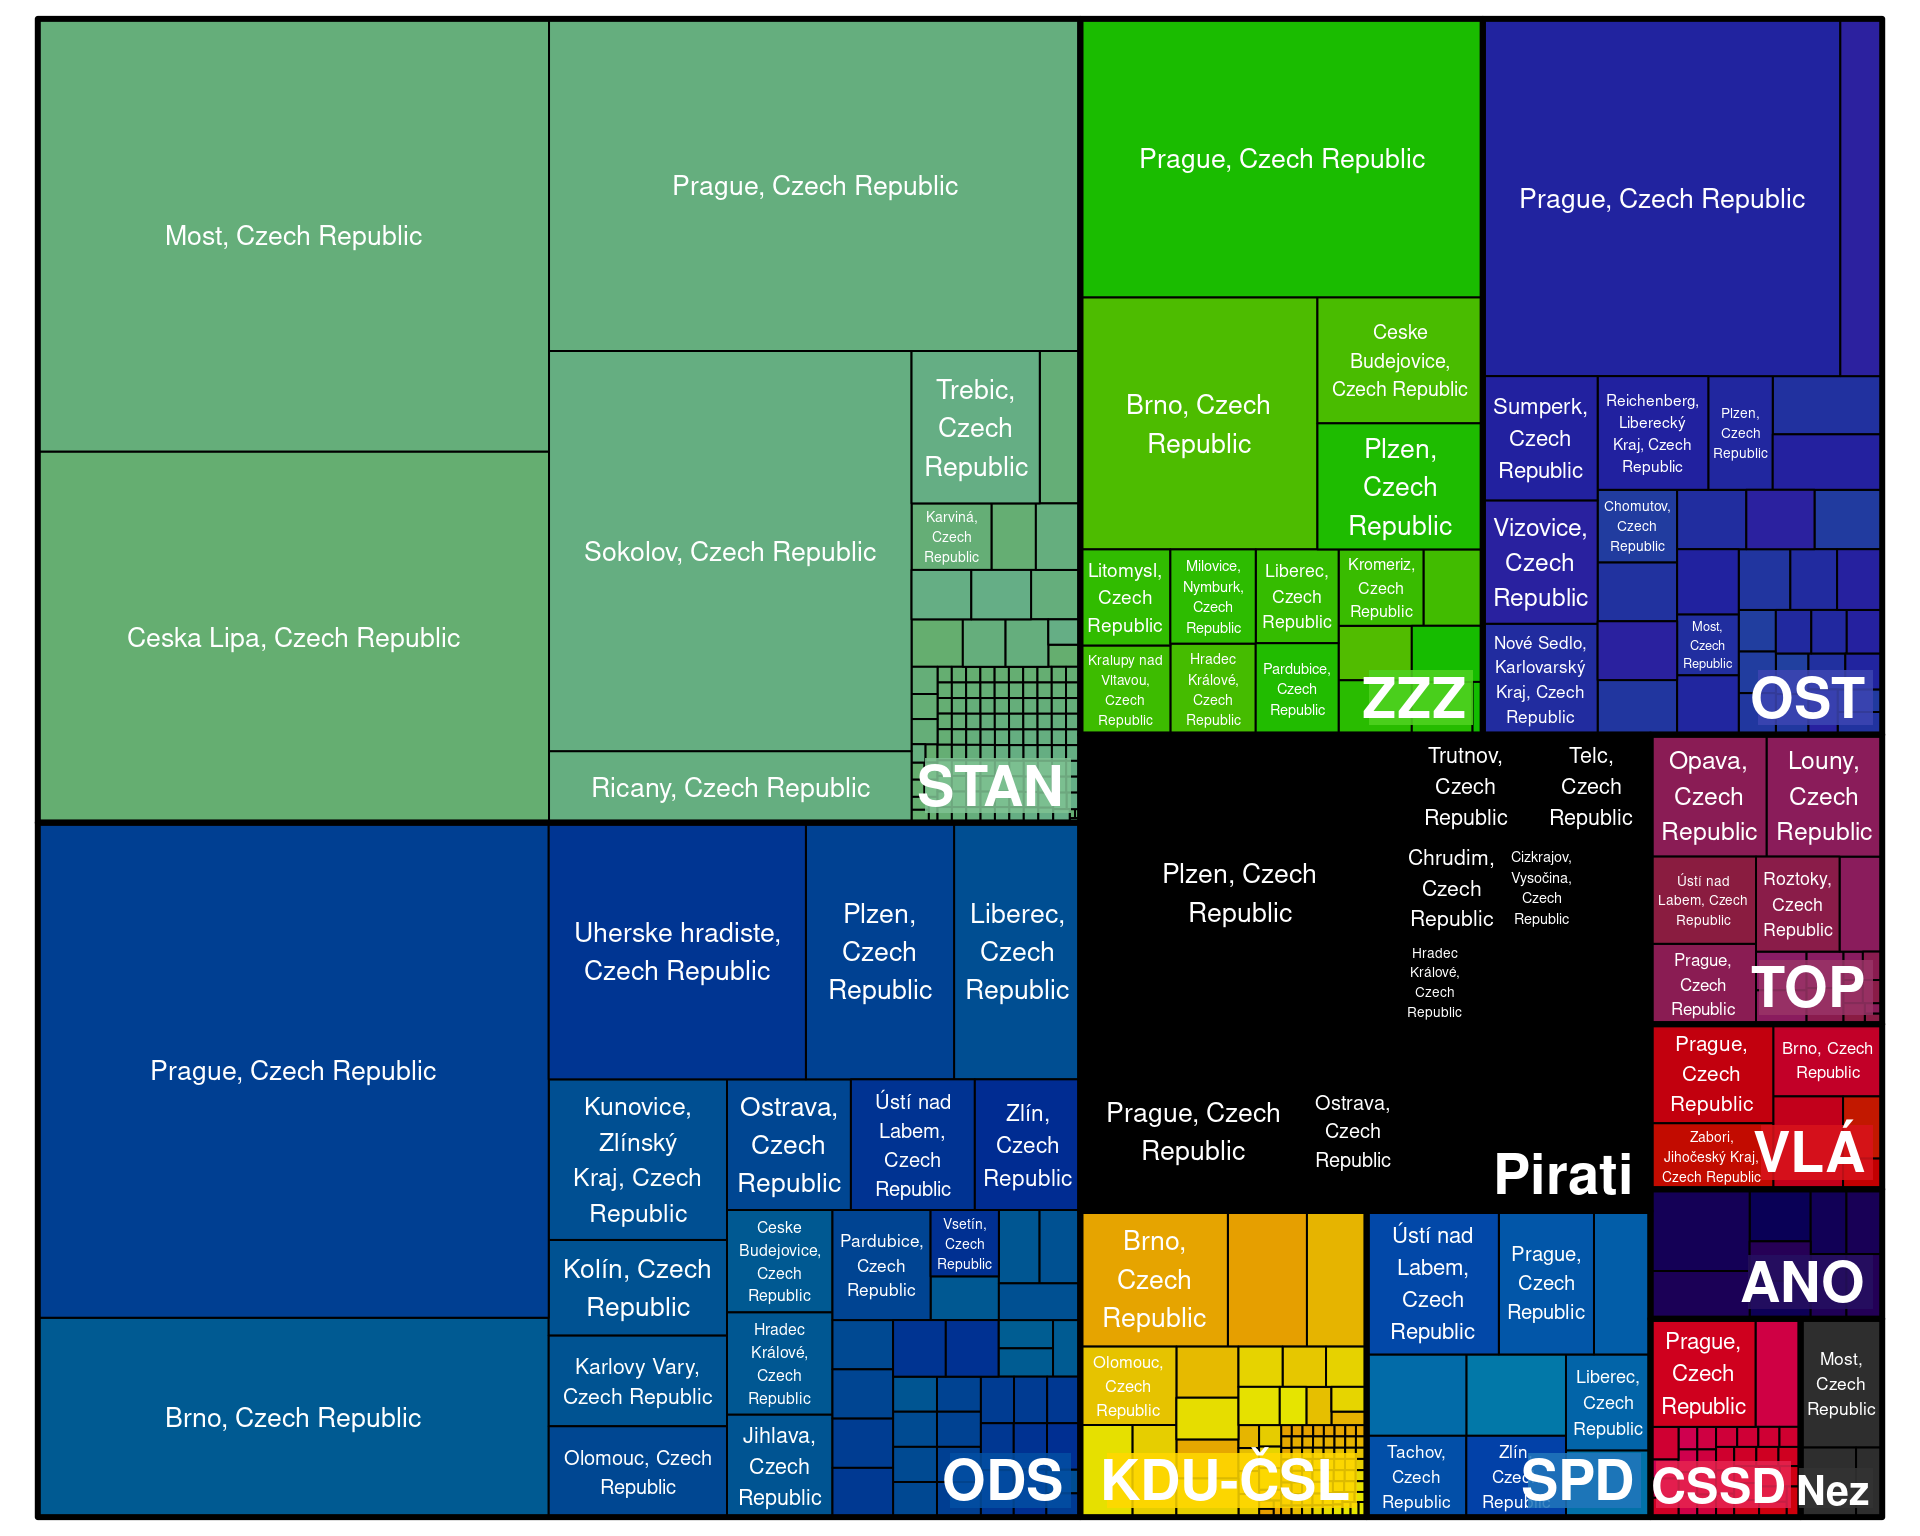 Most, Czech Republic
Prague, Czech Republic
Ceska Lipa, Czech Republic
Sokolov, Czech Republic
Trebic,
Czech
Republic
Karviná,
Czech
Republic
Ricany, Czech Republic
STAN
Prague, Czech Republic
Brno, Czech
Republic
Ceske
Budejovice,
Czech Republic
Plzen,
Czech
Republic
Litomysl,
Czech
Republic
Milovice,
Nymburk,
Czech
Republic
Liberec,
Czech
Republic
Kromeriz,
Czech
Republic
Kralupy nad
Vltavou,
Czech
Republic
Hradec
Králové,
Czech
Republic
Pardubice,
Czech
Republic
ZZZ
Prague, Czech Republic
Sumperk,
Czech
Republic
Reichenberg,
Liberecký
Kraj, Czech
Republic
Plzen,
Czech
Republic
Vizovice,
Czech
Republic
Chomutov,
Czech
Republic
Nové Sedlo,
Karlovarský
Kraj, Czech
Republic
Most,
Czech
Republic
OST
Prague, Czech Republic
Brno, Czech Republic
Uherske hradiste,
Czech Republic
Plzen,
Czech
Republic
Liberec,
Czech
Republic
Kunovice,
Zlínský
Kraj, Czech
Republic
Ostrava,
Czech
Republic
Ústí nad
Labem,
Czech
Republic
Zlín,
Czech
Republic
Kolín, Czech
Republic
Ceske
Budejovice,
Czech
Republic
Pardubice,
Czech
Republic
Vsetín,
Czech
Republic
Karlovy Vary,
Czech Republic
Hradec
Králové,
Czech
Republic
Olomouc, Czech
Republic
Jihlava,
Czech
Republic
ODS
Plzen, Czech
Republic
Trutnov,
Czech
Republic
Telc,
Czech
Republic
Chrudim,
Czech
Republic
Cizkrajov,
Vysočina,
Czech
Republic
Hradec
Králové,
Czech
Republic
Prague, Czech
Republic
Ostrava,
Czech
Republic
Pirati
Opava,
Czech
Republic
Louny,
Czech
Republic
Ústí nad
Labem, Czech
Republic
Roztoky,
Czech
Republic
Prague,
Czech
Republic
TOP
Prague,
Czech
Republic
Brno, Czech
Republic
Zabori,
Jihočeský Kraj,
Czech Republic
VLÁ
ANO
Brno,
Czech
Republic
Olomouc,
Czech
Republic
KDU-ČSL
Ústí nad
Labem,
Czech
Republic
Prague,
Czech
Republic
Liberec,
Czech
Republic
Tachov,
Czech
Republic
Zlín
SPD
Prague,
Czech
Republic
CSSD
Most,
Czech
Republic
Nez